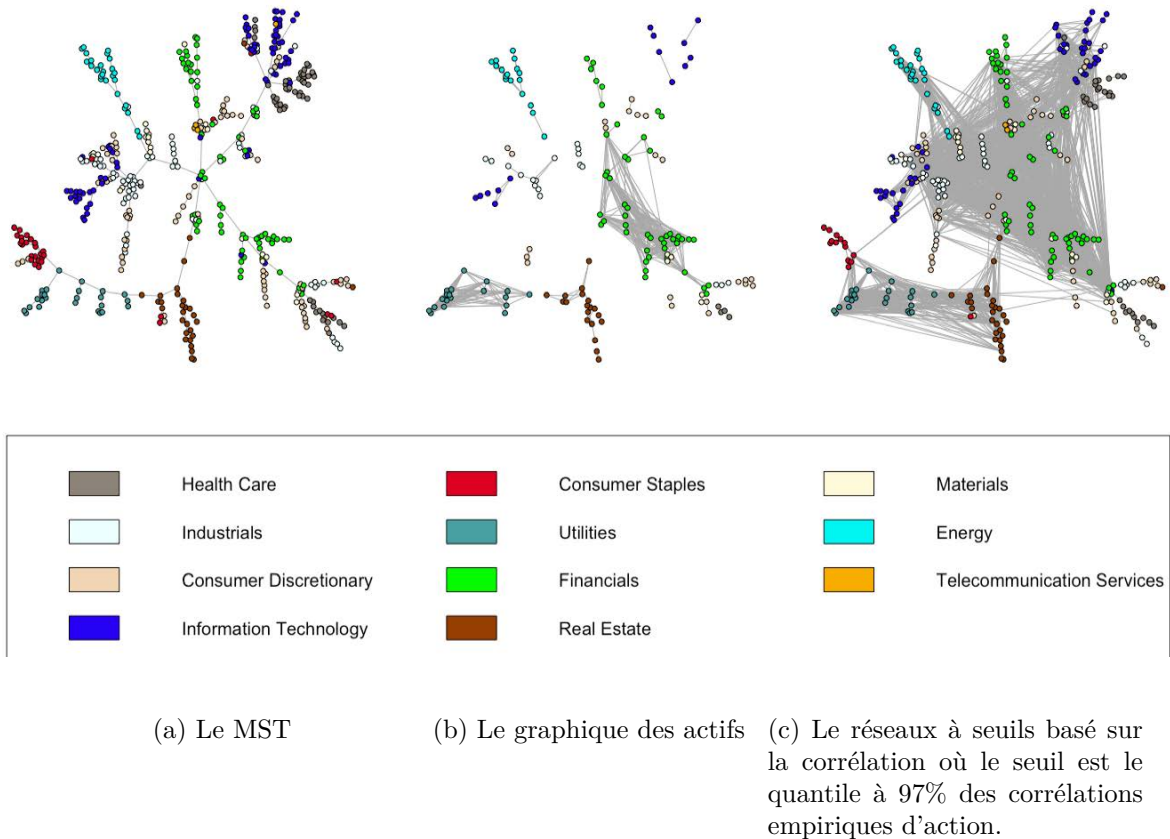 Health Care
Consumer Staples
Materials
Industrials
Utilities
Energy
Consumer Discretionary
Financials
Telecommunication Services
Information Technology
Real Estate
(a) Le MST
(b) Le graphique des actifs
(c) Le réseaux à seuils basé sur
la corrélation où le seuil est le
quantile à 97% des corrélations
empiriques d'action.